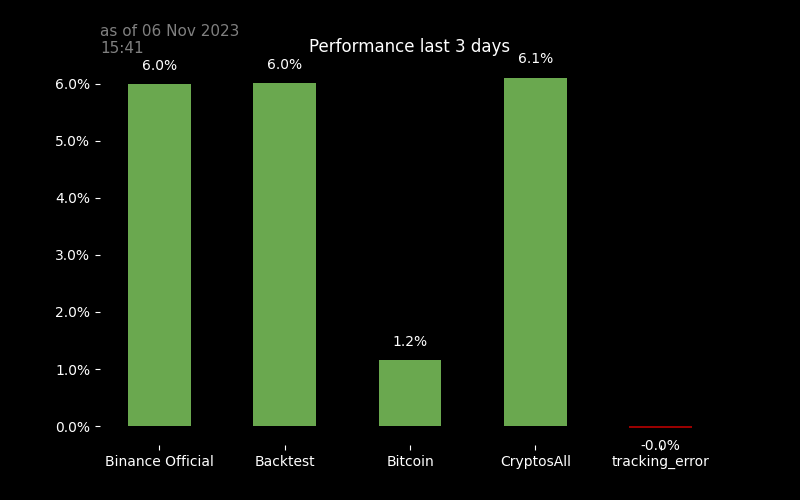 as of 06 Nov 2023
15:41
Performance last 3 days
6.0%
6.0%
1.2%
6.1%
-0.0%
6.0%
5.0%
4.0%
3.0%
2.0%
1.0%
0.0%
Binance Official
Backtest
Bitcoin
CryptosAll
tracking_error